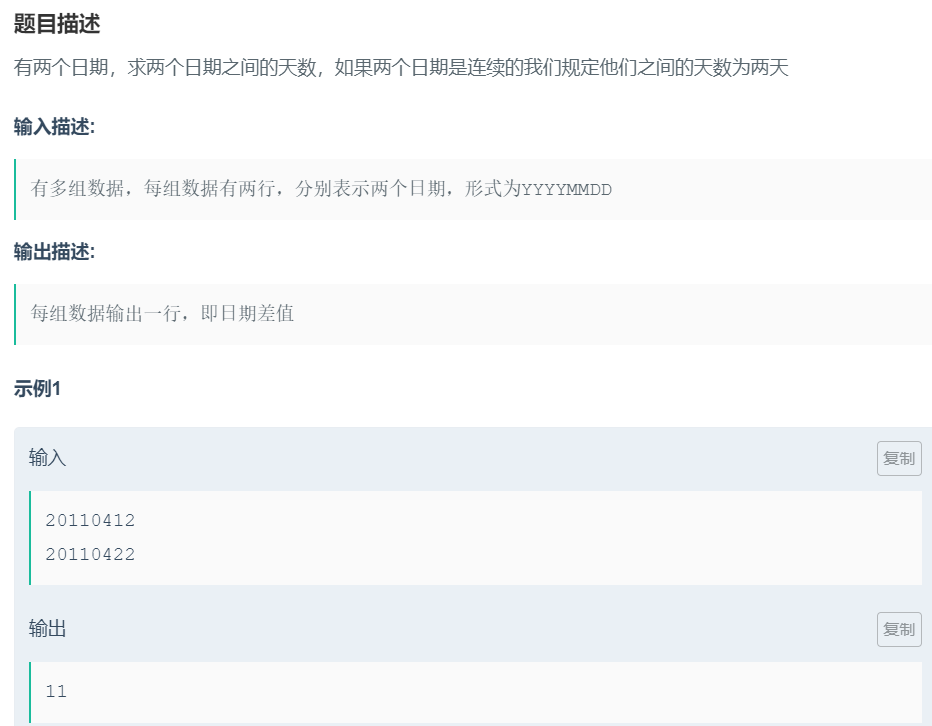 题目描述
有两个日期，求两个日期之间的天数，如果两个日期是连续的我们规定他们之间的天数为两天
输入描述:
有多组数据，每组数据有两行，分别表示两个日期，形式为YYYYMMDD
输出描述:
每组数据输出一行，即日期差值
示例1
输入
复制
20110412
20110422
输出
复制
11